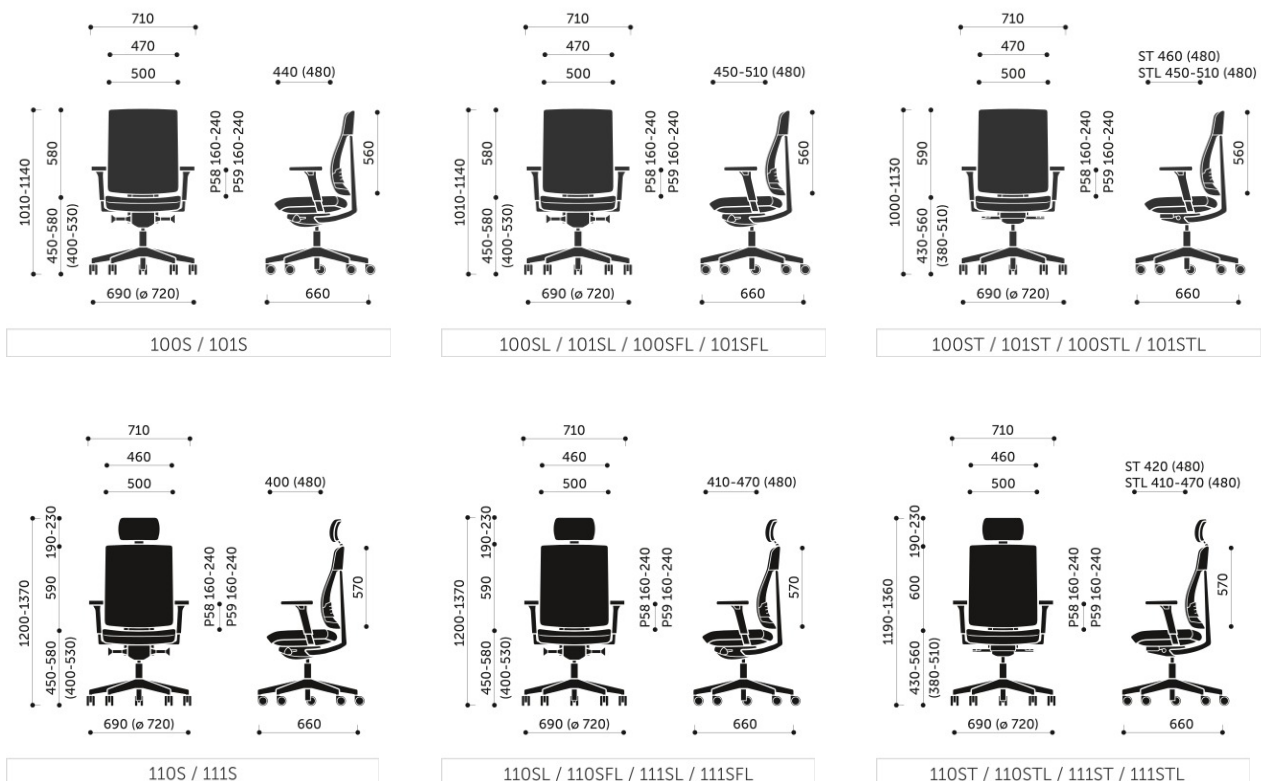 710
470
500
440 (480)
1010-1140
580
450-580
(400-530)
P58 160-240
P59 160-240
560
690 (ø 720)
660
100S / 101S
710
470
500
450-510 (480)
1010-1140
580
450-580
(400-530)
P58 160-240
P59 160-240
560
690 (ø 720)
660
100SL / 101SL / 100SFL / 101SFL
710
470
500
ST 460 (480)
STL 450-510 (480)
1000-1130
590
430-560
(380-510)
P58 160-240
P59 160-240
560
690 (ø 720)
660
100ST / 101ST / 100STL / 101STL
710
460
500
400 (480)
1200-1370
190-230
590
450-580
(400-530)
P58 160-240
P59 160-240
570
690 (ø 720)
660
110S / 111S
710
460
500
410-470 (480)
1200-1370
190-230
590
450-580
(400-530)
P58 160-240
P59 160-240
570
690 (ø 720)
660
110SL / 110SFL / 111SL / 111SFL
710
460
500
ST 420 (480)
STL 410-470 (480)
1190-1360
190-230
600
430-560
(380-510)
P58 160-240
P59 160-240
570
690 (ø 720)
660
110ST / 110STL / 111ST / 111STL